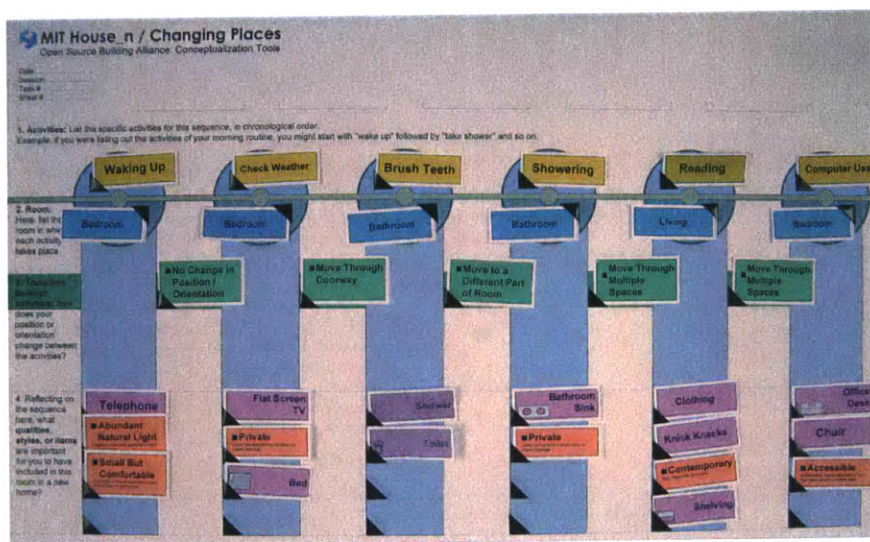 MIT House_n / Changing Places
Open Source Building Alliance: Conceptualization Tools
Date
Session
Task #
Sheet #
1. Activities: List the specific activities for this sequence, in chronological order.
Example: if you were listing out the activities of your morning routine, you might start with "wake up" followed by "take shower" and so on.
Waking Up
Check Weather
Brush Teeth
Showering
Reading
Computer Use
2. Room:
Here, list the
room in
each activity
takes place
Bedroom
Bedroom
Bathroom
Bathroom
Living
Bedroom
does your
position or
orientation
change between
the activities?
No Change in
Position /
Orientation
Move Through
Doorway
Move to a
Different Part
of Room
Move Through
Multiple
Spaces
Move Through
Multiple
Spaces
4. Reflecting on
the sequence
here, what
qualities,
styles, or items
are important
for you to have
included in this
room in a new
home?
Telephone
Abundant
Natural Light
Small But
Comfortable
Flat Screen
TV
Private
Bed
Shower
Toilet
Bathroom
Sink
Private
Clothing
Knick Knacks
Contemporary
Shelving
Office
Desk
Chair
Accessible